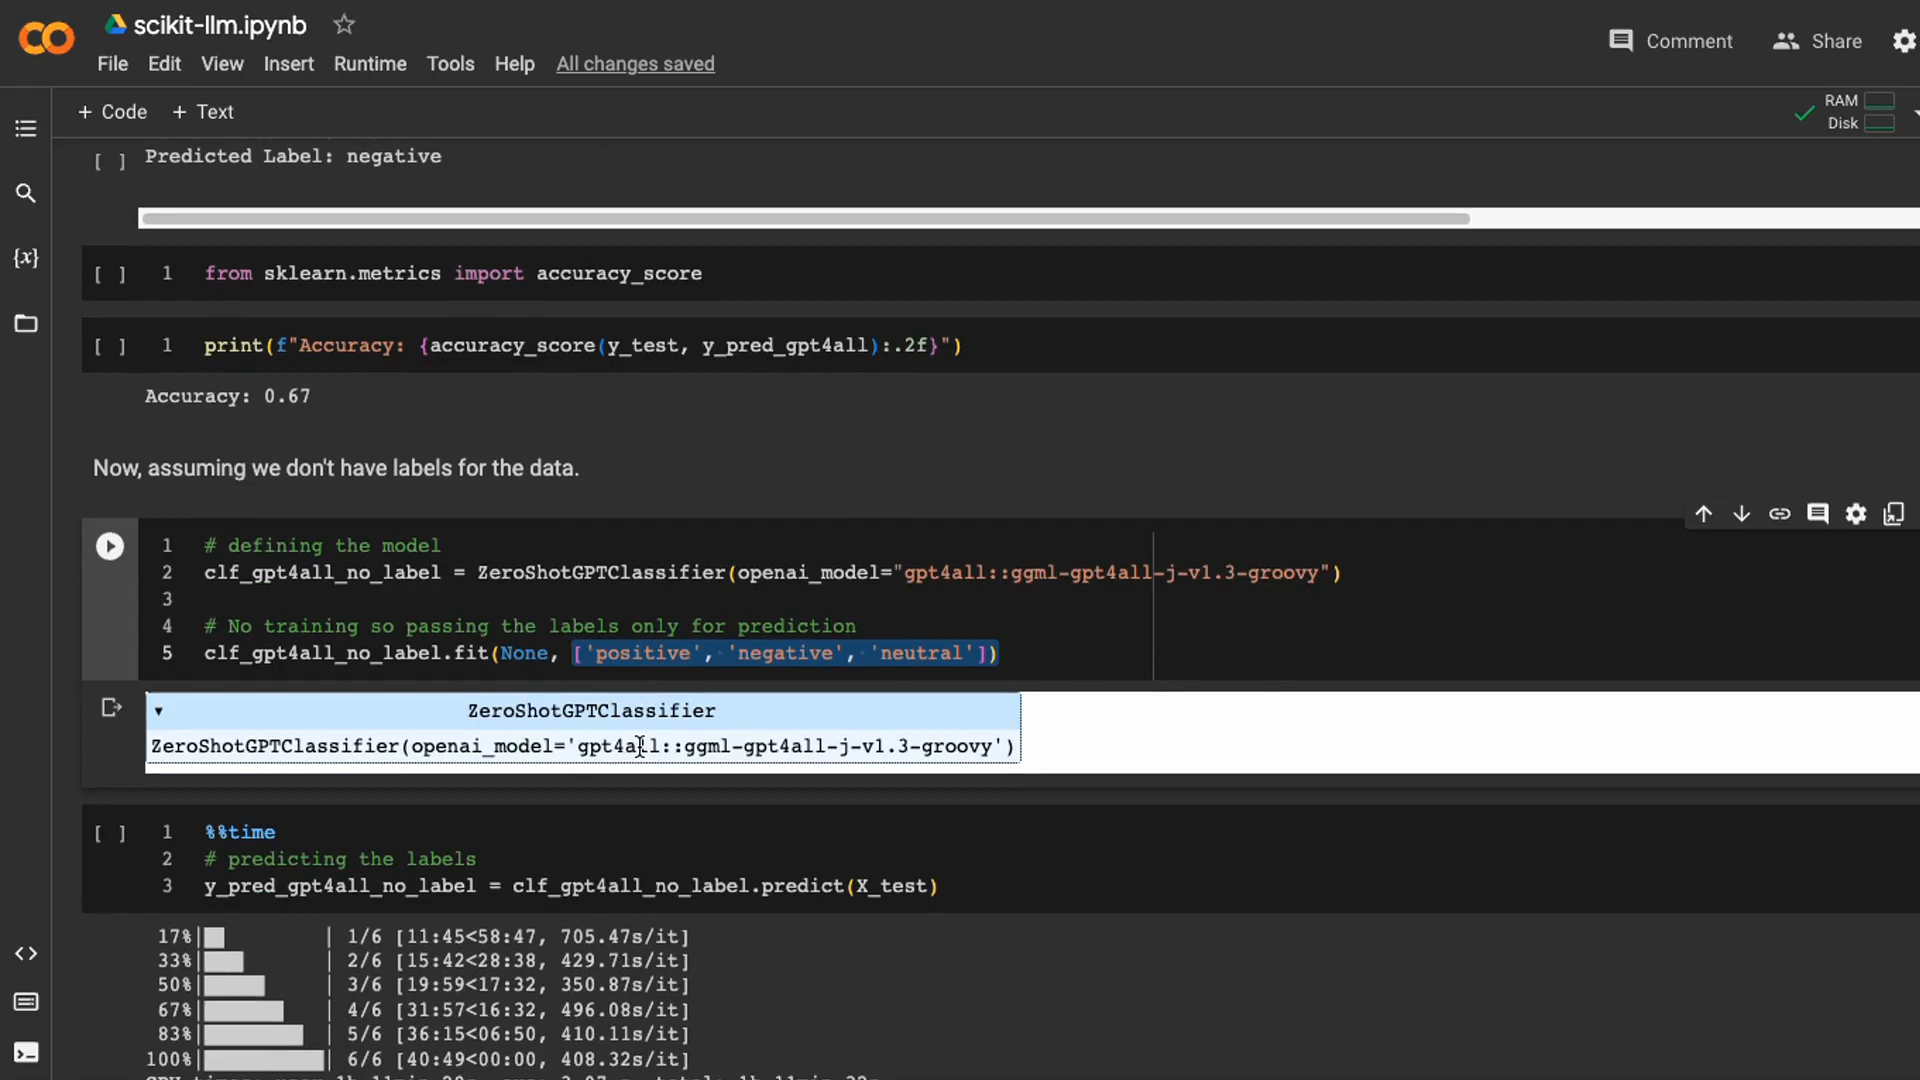 scikit-llm.ipynb
File Edit View Insert Runtime Tools Help All changes saved
Comment Share
+ Code + Text
RAM
Disk
[ ] Predicted Label: negative
[ ] 1 from sklearn.metrics import accuracy_score
[ ] 1 print(f"Accuracy: {accuracy_score(y_test, y_pred_gpt4all):.2f}")
Accuracy: 0.67
Now, assuming we don't have labels for the data.
1 # defining the model
2 clf_gpt4all_no_label = ZeroShotGPTClassifier(openai_model="gpt4all::ggml-gpt4all-j-v1.3-groovy")
3
4 # No training so passing the labels only for prediction
5 clf_gpt4all_no_label.fit(None, ['positive', 'negative', 'neutral'])
▾ ZeroShotGPTClassifier
ZeroShotGPTClassifier(openai_model='gpt4all::ggml-gpt4all-j-v1.3-groovy')
[ ] 1 %%time
2 # predicting the labels
3 y_pred_gpt4all_no_label = clf_gpt4all_no_label.predict(X_test)
17%| | 1/6 [11:45<58:47, 705.47s/it]
33%| | 2/6 [15:42<28:38, 429.71s/it]
50%| | 3/6 [19:59<17:32, 350.87s/it]
67%| | 4/6 [31:57<16:32, 496.08s/it]
83%| | 5/6 [36:15<06:50, 410.11s/it]
100%| | 6/6 [40:49<00:00, 408.32s/it]